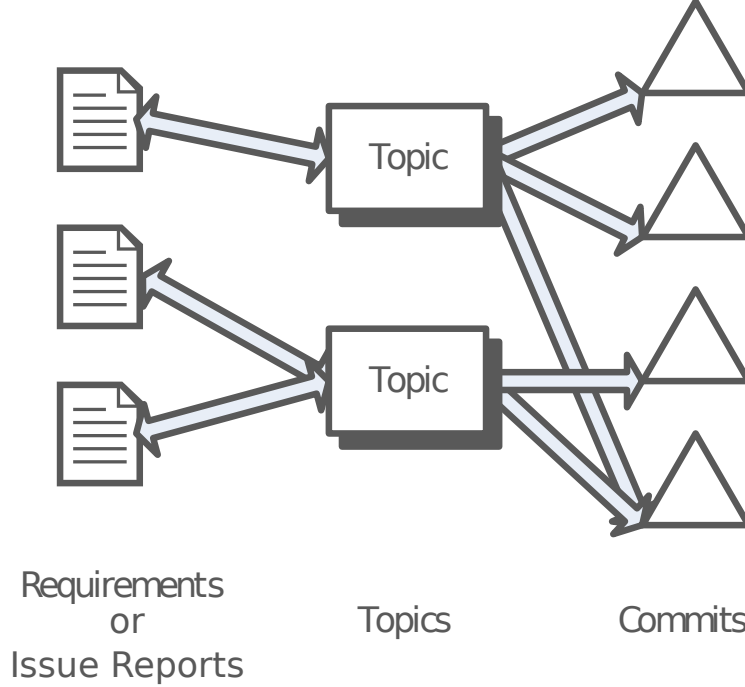 Topic
Topic
Requirements
or
Issue Reports
Topics
Commits